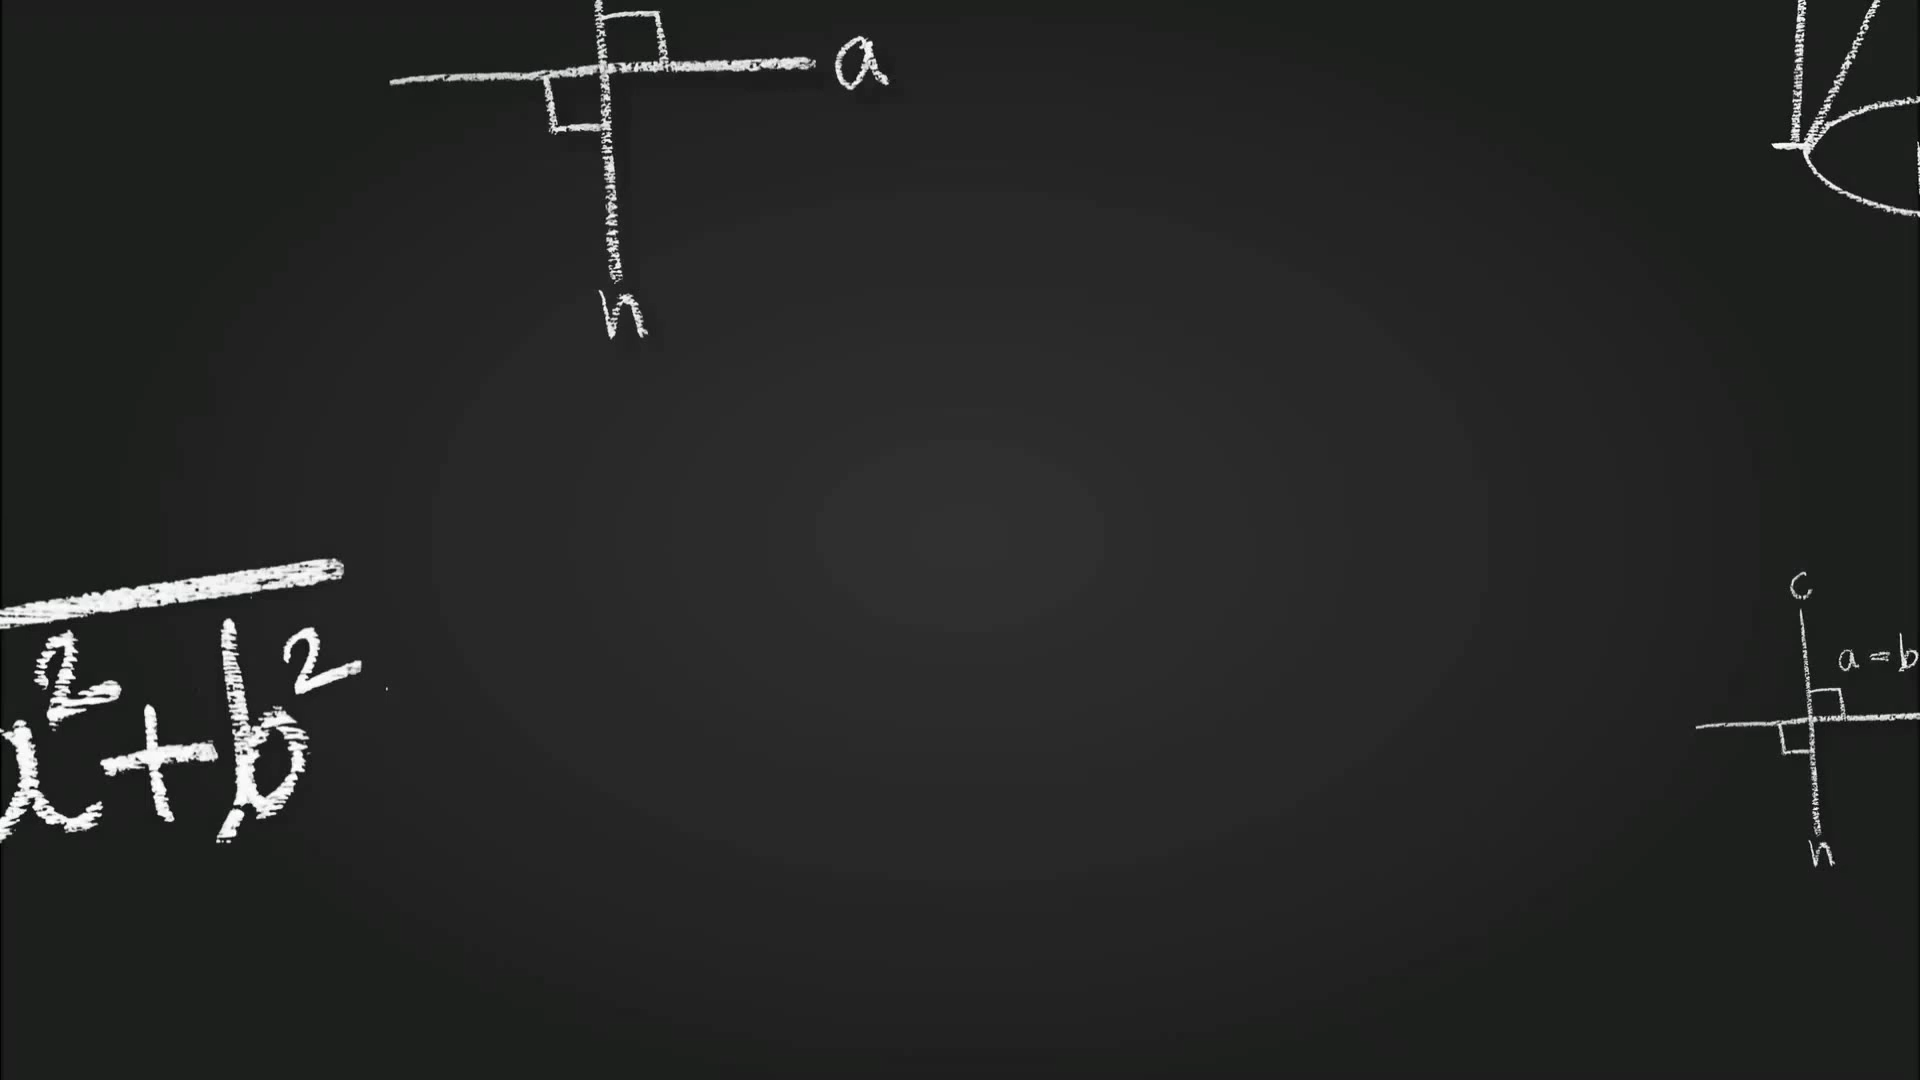 a
n
c
a = b
a² + b²
n